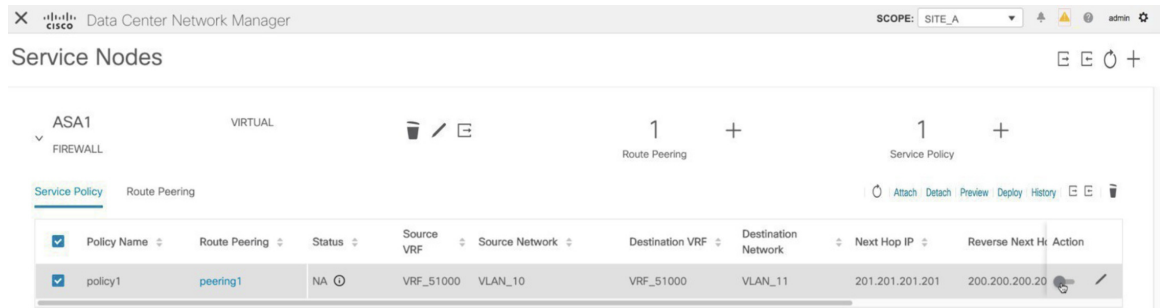 CISCO Data Center Network Manager SCOPE: SITE_A admin
Service Nodes
ASA1 VIRTUAL 1 1
FIREWALL Route Peering Service Policy
Service Policy Route Peering Attach Detach Preview Deploy History
Policy Name Route Peering Status Source VRF Source Network Destination VRF Destination Network Next Hop IP Reverse Next Ho Action
policy1 peering1 NA VRF_51000 VLAN_10 VRF_51000 VLAN_11 201.201.201.201 200.200.200.20